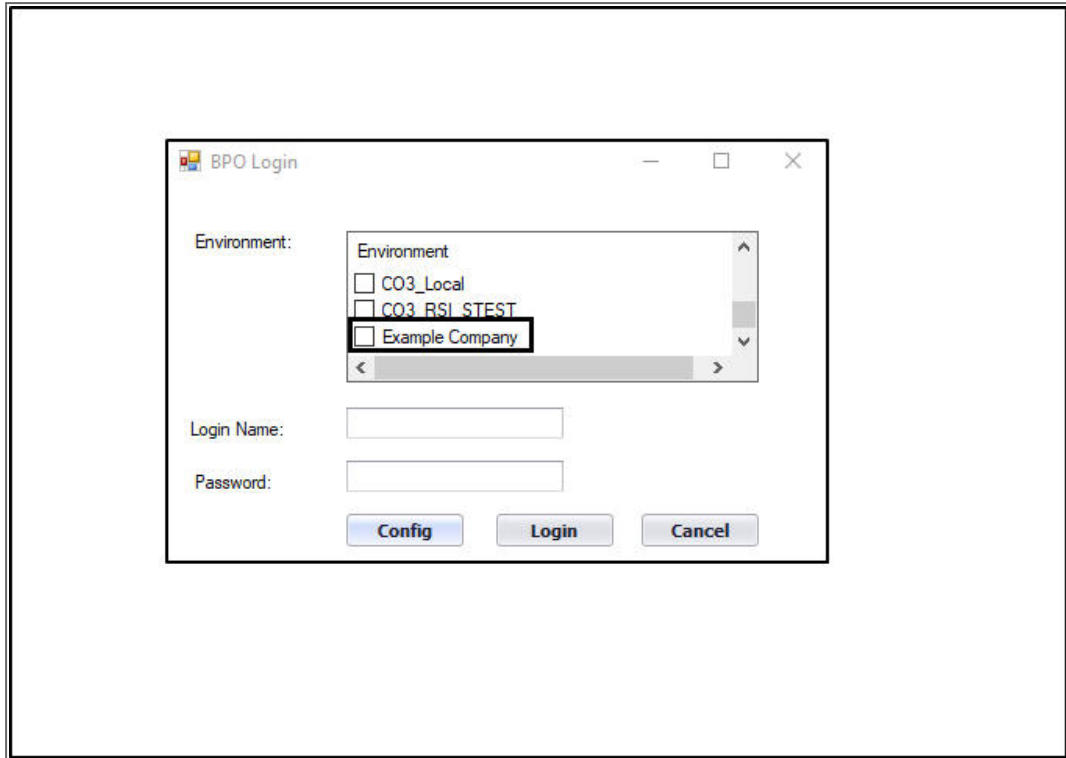 BPO Login
Environment:
Environment
CO3_Local
CO3_RSI_STEST
Example Company
Login Name:
Password:
Config Login Cancel